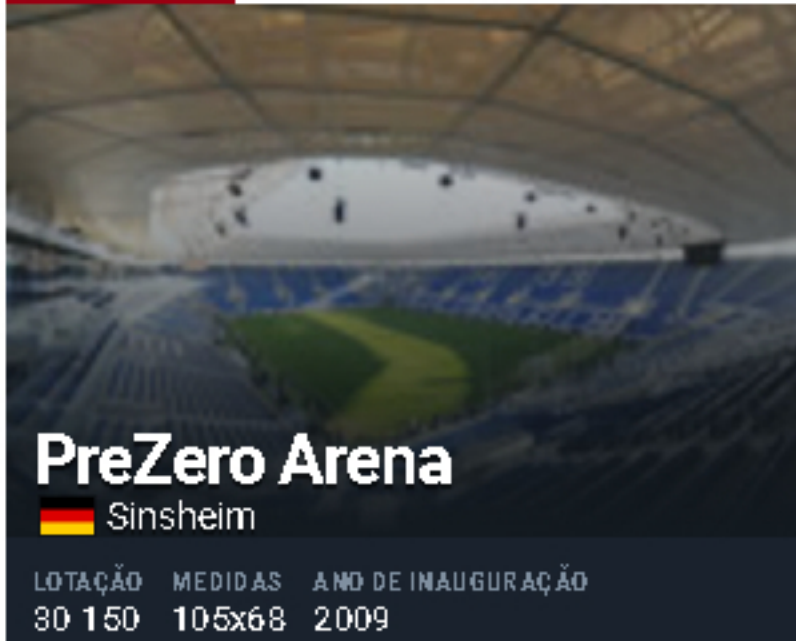 PreZero Arena
Sinsheim
LOTAÇÃO MEDIDAS ANO DE INAUGURAÇÃO
30 150 105x68 2009